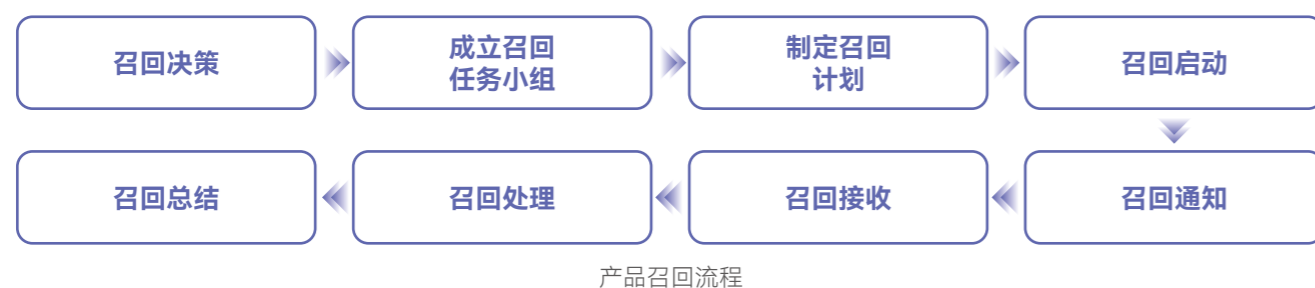 召回决策
成立召回
任务小组
制定召回
计划
召回启动
召回通知
召回接收
召回处理
召回总结
产品召回流程